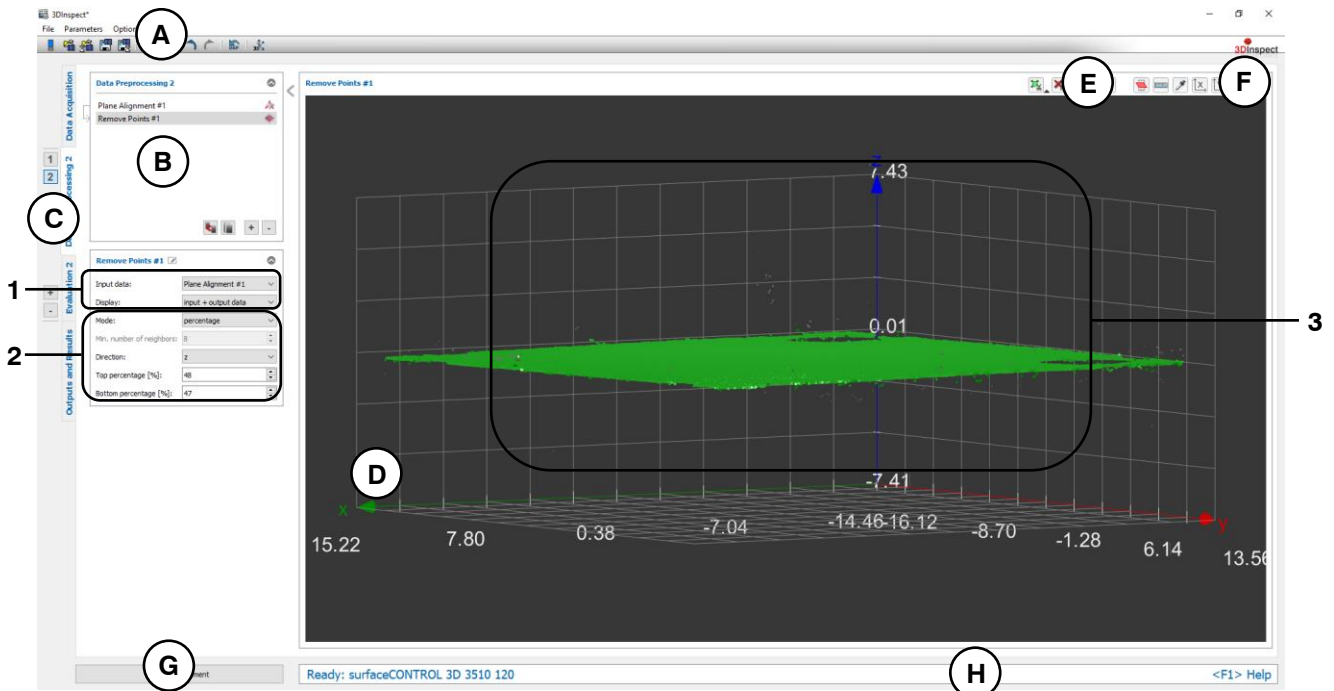 3DInspect*
File Parameters
A
3DInspect
Data Acquisition
Data Preprocessing 2
Plane Alignment #1
Remove Points #1
B
1
2
C
Evaluation 2
+
-
Outputs and Results
+ -
Remove Points #1
Input data: Plane Alignment #1
Display: input + output data
Mode: percentage
Min. number of neighbors: 8
Direction: z
Top percentage [%]: 48
Bottom percentage [%]: 47
1
2
Remove Points #1
E
F
z
7.43
0.01
-7.41
3
D
x
y
15.22
7.80
0.38
-7.04
-14.46
-16.12
-8.70
-1.28
6.14
13.56
G
Ready: surfaceCONTROL 3D 3510 120
H
<F1> Help